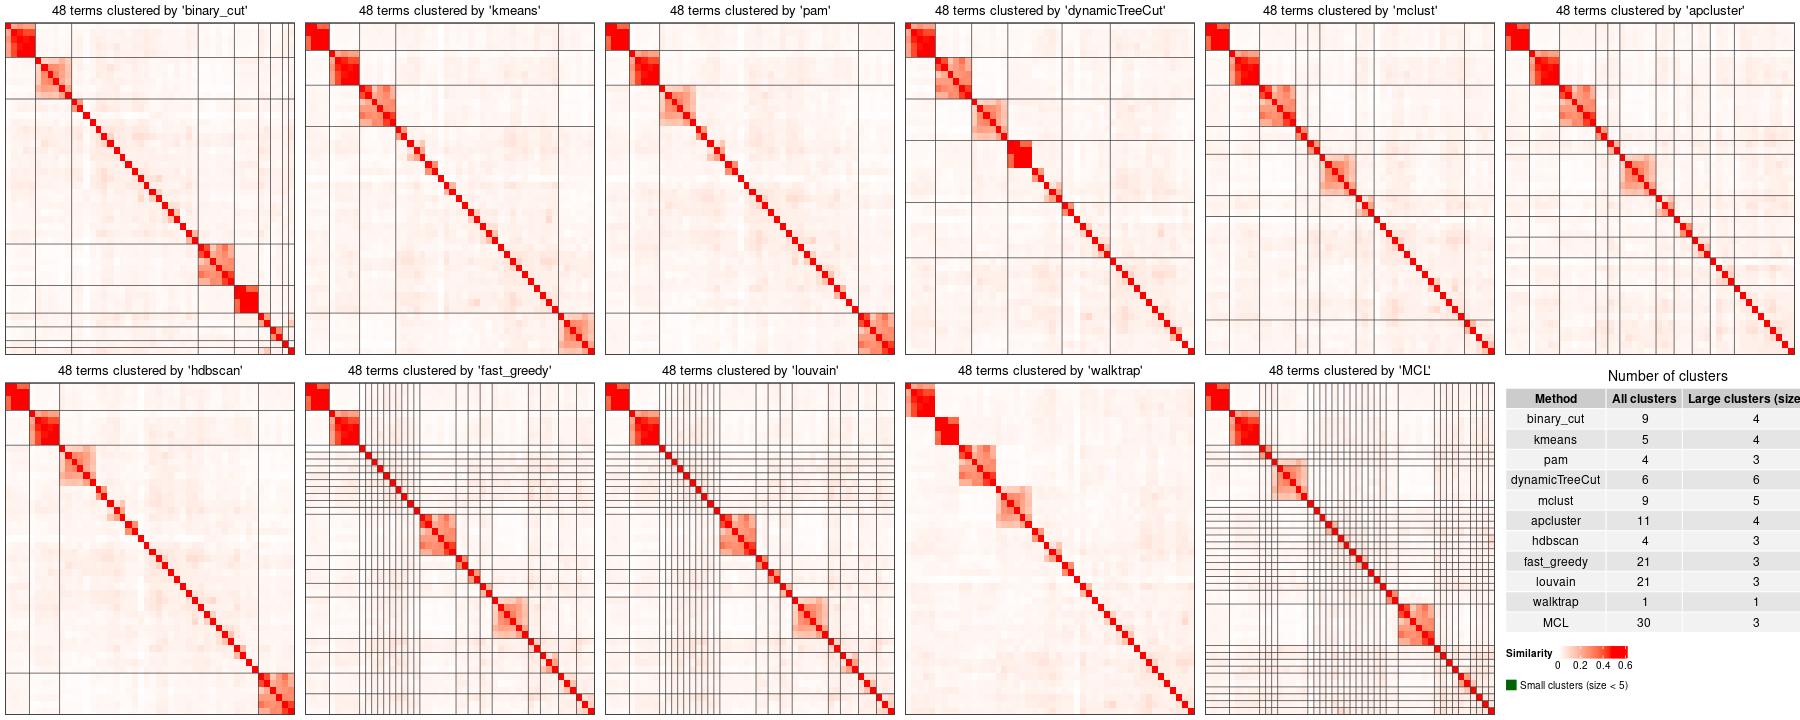 48 terms clustered by 'binary_cut'
48 terms clustered by 'kmeans'
48 terms clustered by 'pam'
48 terms clustered by 'dynamicTreeCut'
48 terms clustered by 'mclust'
48 terms clustered by 'apcluster'
48 terms clustered by 'hdbscan'
48 terms clustered by 'fast_greedy'
48 terms clustered by 'louvain'
48 terms clustered by 'walktrap'
48 terms clustered by 'MCL'
Number of clusters
Method All clusters Large clusters (size
binary_cut 9 4
kmeans 5 4
pam 4 3
dynamicTreeCut 6 6
mclust 9 5
apcluster 11 4
hdbscan 4 3
fast_greedy 21 3
louvain 21 3
walktrap 1 1
MCL 30 3
Similarity
0 0.2 0.4 0.6
Small clusters (size < 5)